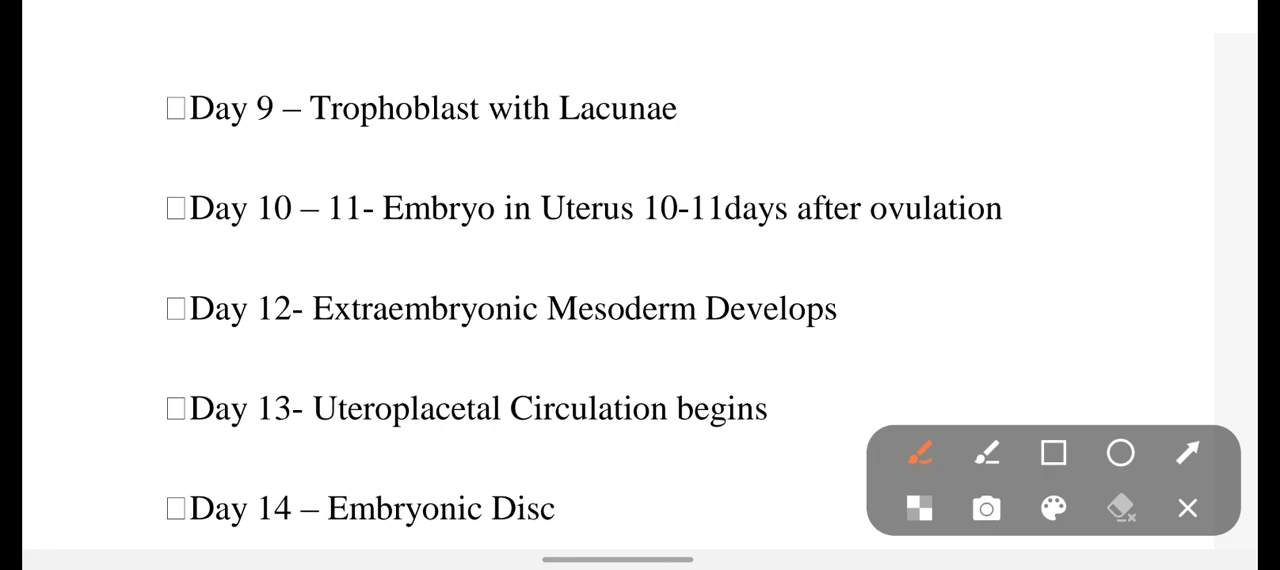 □Day 9 – Trophoblast with Lacunae
□Day 10 – 11- Embryo in Uterus 10-11days after ovulation
□Day 12- Extraembryonic Mesoderm Develops
□Day 13- Uteroplacetal Circulation begins
□Day 14 – Embryonic Disc